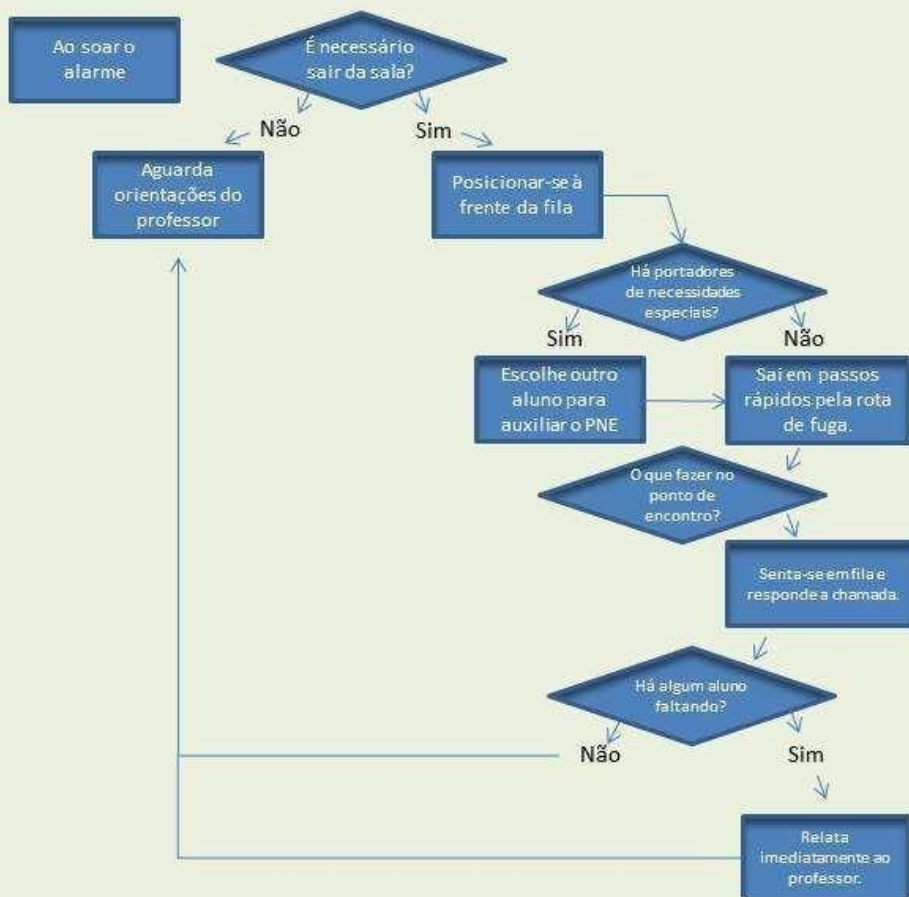 Ao soar o
alarme
É necessário
sair da sala?
Não
Sim
Aguarda
orientações do
professor
Posicionar-se à
frente da fila
Há portadores
de necessidades
especiais?
Sim
Não
Escolhe outro
aluno para
auxiliar o PNE
Sai em passos
rápidos pela rota
de fuga.
O que fazer no
ponto de
encontro?
Senta-se em fila e
responde a chamada.
Há algum aluno
faltando?
Não
Sim
Relata
imediatamente ao
professor.